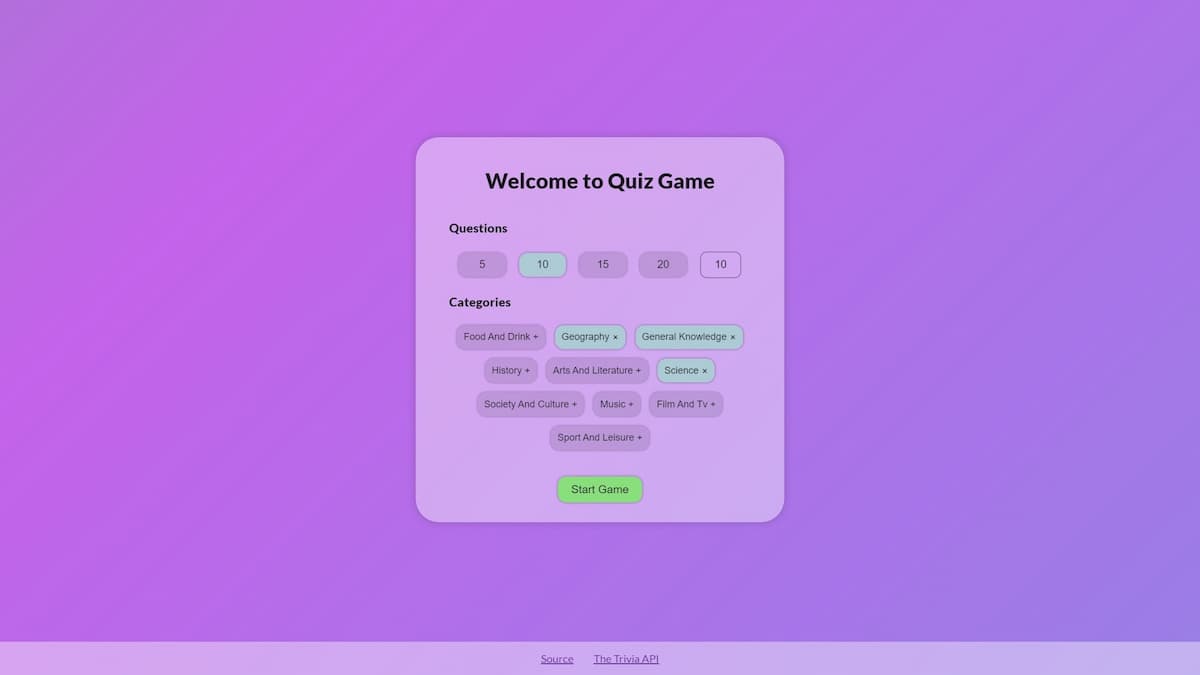 Welcome to Quiz Game
Questions
5 10 15 20 10
Categories
Food And Drink + Geography × General Knowledge ×
History + Arts And Literature + Science ×
Society And Culture + Music + Film And Tv +
Sport And Leisure +
Start Game
Source The Trivia API